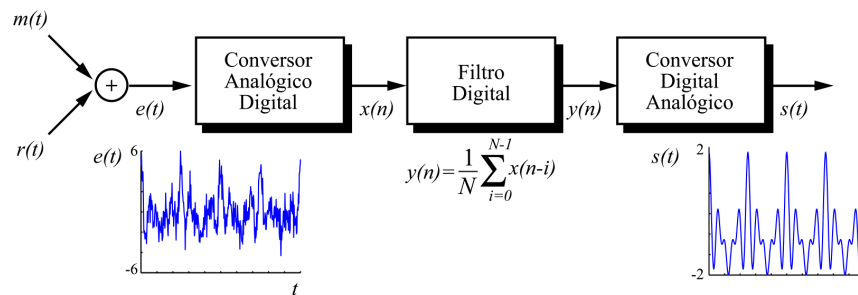 m(t)
r(t)
+
e(t)
Conversor
Analógico
Digital
x(n)
Filtro
Digital
y(n)
Conversor
Digital
Analógico
s(t)
e(t)
6
-6
t
y(n)=1/N ∑ x(n-i)
N-1
i=0
s(t)
2
-2